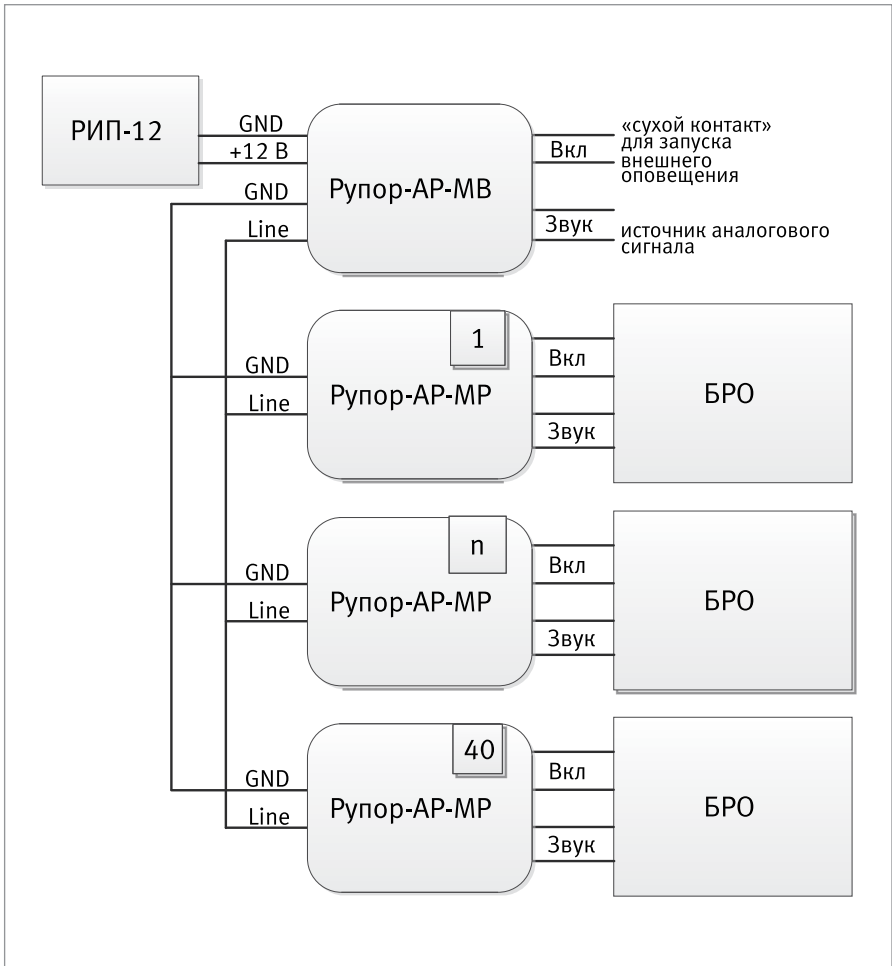 РИП-12
GND
+12 В
GND
Line
Рупор-АР-МВ
Вкл
«сухой контакт»
для запуска
внешнего
оповещения
Звук
источник аналогового
сигнала
1
GND
Line
Рупор-АР-МР
Вкл
Звук
БРО
n
GND
Line
Рупор-АР-МР
Вкл
Звук
БРО
40
GND
Line
Рупор-АР-МР
Вкл
Звук
БРО